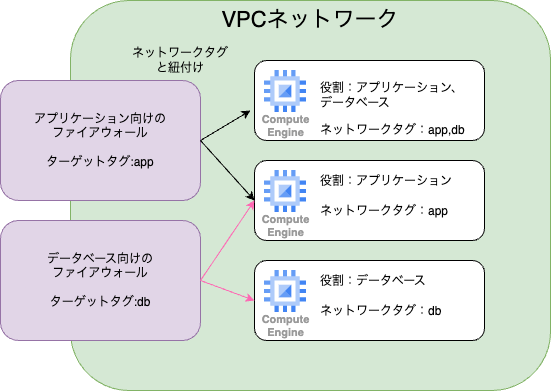 VPCネットワーク
ネットワークタグ
と紐付け
アプリケーション向けの
ファイアウォール
ターゲットタグ:app
データベース向けの
ファイアウォール
ターゲットタグ:db
役割：アプリケーション、
データベース
ネットワークタグ：app,db
Compute
Engine
役割：アプリケーション
ネットワークタグ：app
Compute
Engine
役割：データベース
ネットワークタグ：db
Compute
Engine